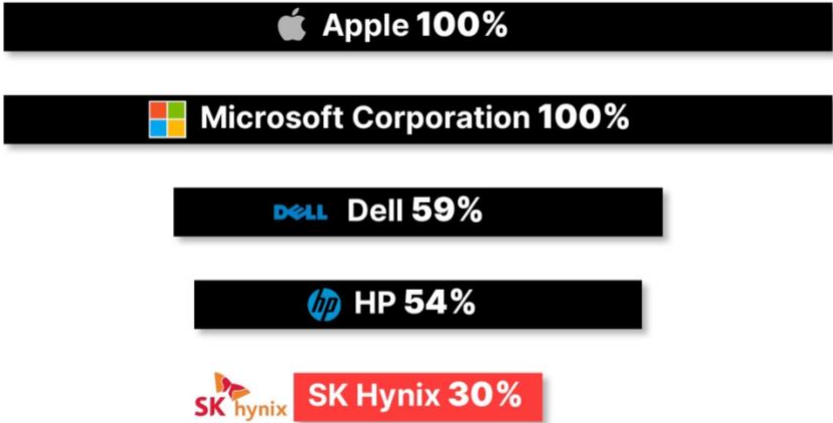 Apple 100%
Microsoft Corporation 100%
DELL Dell 59%
hp HP 54%
SK hynix SK Hynix 30%